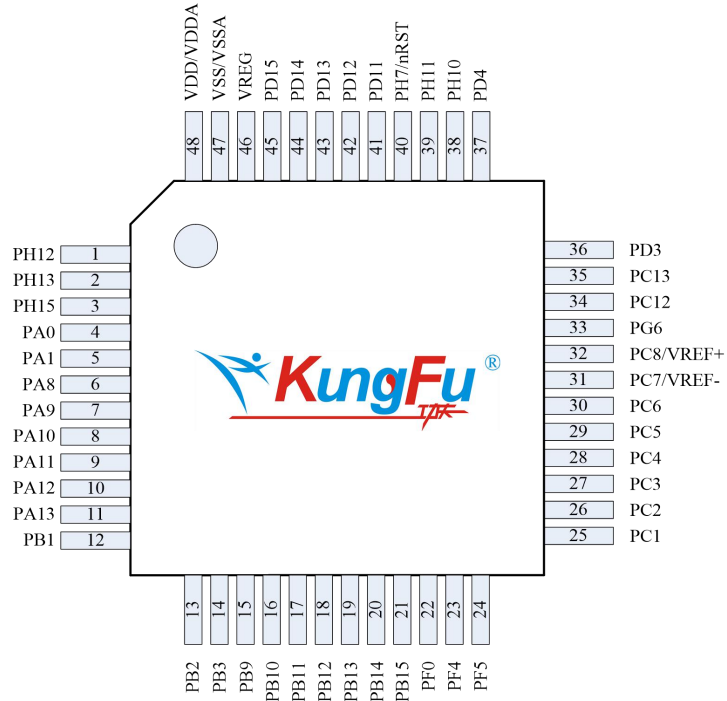 VDD/VDDA
VSS/VSSA
VREG
PD15
PD14
PD13
PD12
PD11
PH7/nRST
PH11
PH10
PD4
48
47
46
45
44
43
42
41
40
39
38
37
PH12 1
PH13 2
PH15 3
PA0 4
PA1 5
PA8 6
PA9 7
PA10 8
PA11 9
PA12 10
PA13 11
PB1 12
KungFu®
36 PD3
35 PC13
34 PC12
33 PG6
32 PC8/VREF+
31 PC7/VREF-
30 PC6
29 PC5
28 PC4
27 PC3
26 PC2
25 PC1
13
14
15
16
17
18
19
20
21
22
23
24
PB2
PB3
PB9
PB10
PB11
PB12
PB13
PB14
PB15
PF0
PF4
PF5